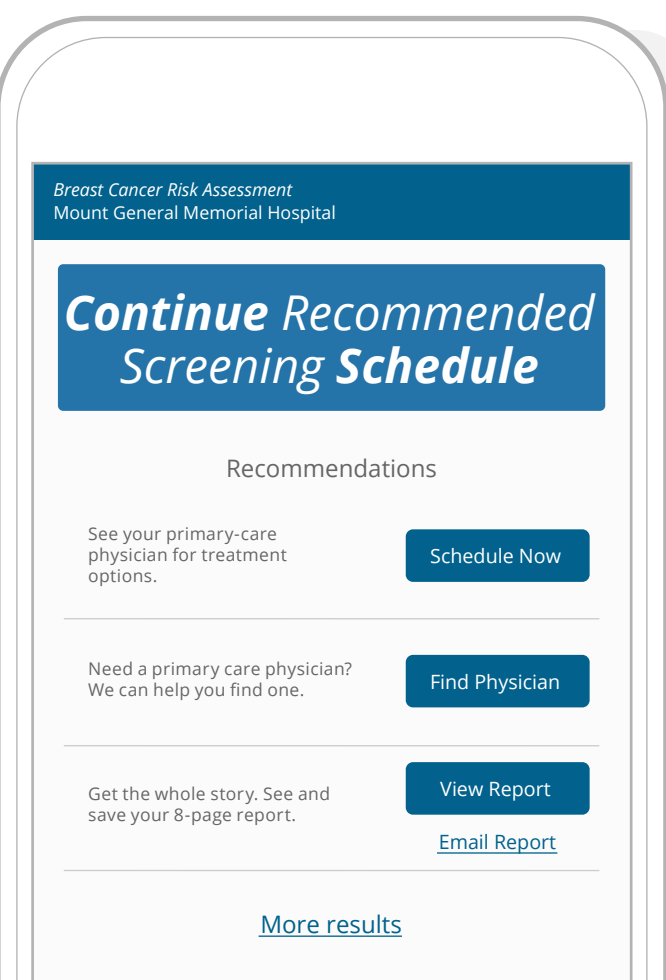 Breast Cancer Risk Assessment
Mount General Memorial Hospital
Continue Recommended
Screening Schedule
Recommendations
See your primary-care
physician for treatment
options.
Schedule Now
Need a primary care physician?
We can help you find one.
Find Physician
Get the whole story. See and
save your 8-page report.
View Report
Email Report
More results